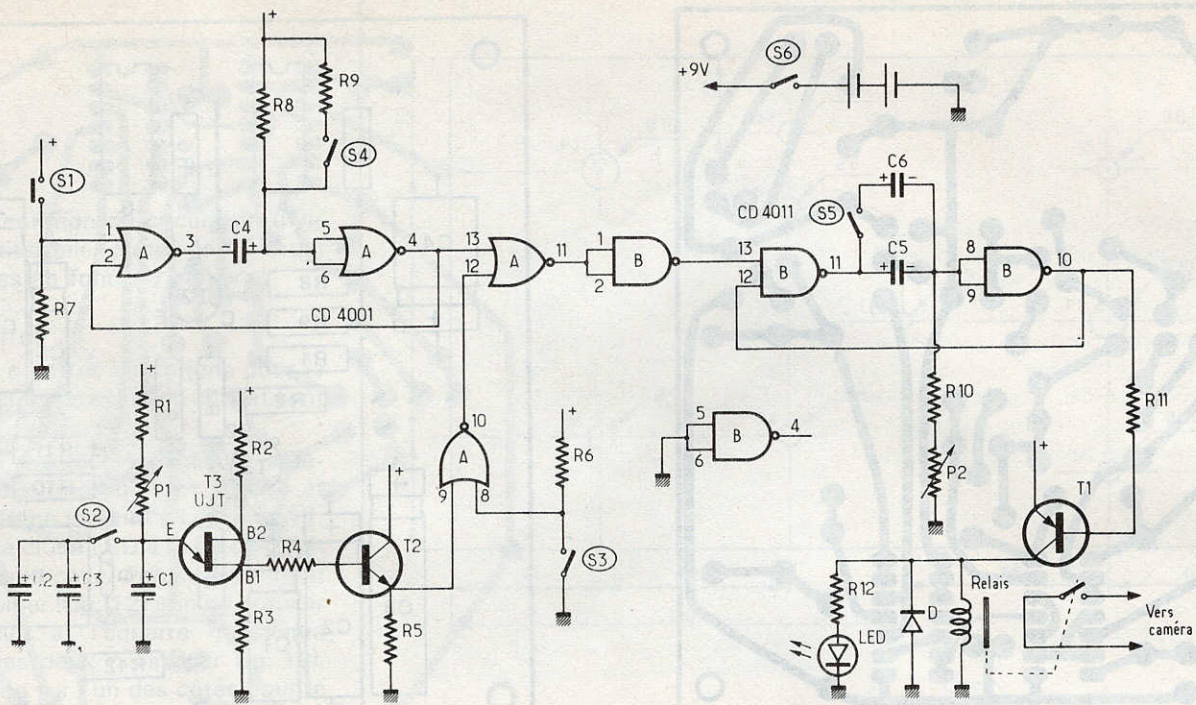 +
R8
R9
S4
+
S1
1
2
A
3
- C4 +
5
6
A
4
13
12
A
11
1
2
B
R7
CD 4001
+9V
S6
CD 4011
S5
C6
+ -
C5
+
13
12
B
11
8
9
B
10
+
R1
P1
+
R2
T3
UJT
S2
E
B2
B1
R4
T2
+
C3
+
-
C1
+
-
R3
R5
10
A
9
8
+
R6
S3
5
6
B
4
R10
P2
R11
+
T1
R12
LED
D
Relais
Vers
caméra